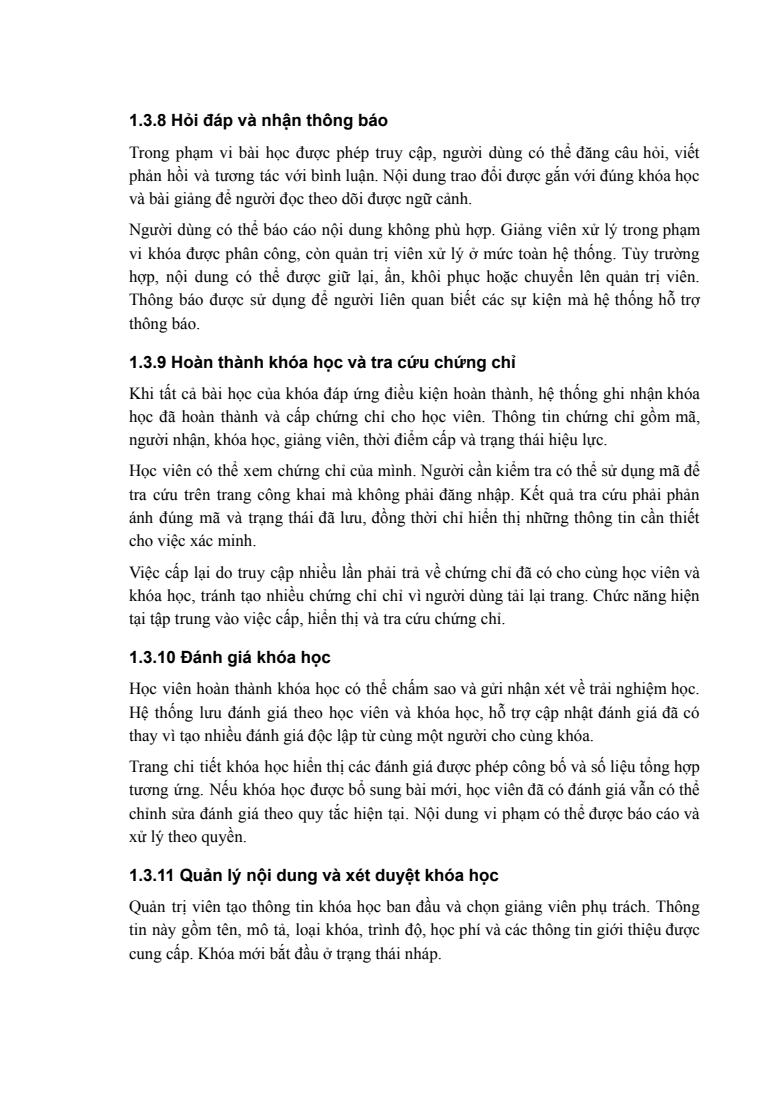 1.3.8 Hỏi đáp và nhận thông báo
Trong phạm vi bài học được phép truy cập, người dùng có thể đăng câu hỏi, viết
phản hồi và tương tác với bình luận. Nội dung trao đổi được gắn với đúng khóa học
và bài giảng để người đọc theo dõi được ngữ cảnh.
Người dùng có thể báo cáo nội dung không phù hợp. Giảng viên xử lý trong phạm
vi khóa được phân công, còn quản trị viên xử lý ở mức toàn hệ thống. Tùy trường
hợp, nội dung có thể được giữ lại, ẩn, khôi phục hoặc chuyển lên quản trị viên.
Thông báo được sử dụng để người liên quan biết các sự kiện mà hệ thống hỗ trợ
thông báo.
1.3.9 Hoàn thành khóa học và tra cứu chứng chỉ
Khi tất cả bài học của khóa đáp ứng điều kiện hoàn thành, hệ thống ghi nhận khóa
học đã hoàn thành và cấp chứng chỉ cho học viên. Thông tin chứng chỉ gồm mã,
người nhận, khóa học, giảng viên, thời điểm cấp và trạng thái hiệu lực.
Học viên có thể xem chứng chỉ của mình. Người cần kiểm tra có thể sử dụng mã để
tra cứu trên trang công khai mà không phải đăng nhập. Kết quả tra cứu phải phản
ánh đúng mã và trạng thái đã lưu, đồng thời chỉ hiển thị những thông tin cần thiết
cho việc xác minh.
Việc cấp lại do truy cập nhiều lần phải trả về chứng chỉ đã có cho cùng học viên và
khóa học, tránh tạo nhiều chứng chỉ chỉ vì người dùng tải lại trang. Chức năng hiện
tại tập trung vào việc cấp, hiển thị và tra cứu chứng chỉ.
1.3.10 Đánh giá khóa học
Học viên hoàn thành khóa học có thể chấm sao và gửi nhận xét về trải nghiệm học.
Hệ thống lưu đánh giá theo học viên và khóa học, hỗ trợ cập nhật đánh giá đã có
thay vì tạo nhiều đánh giá độc lập từ cùng một người cho cùng khóa.
Trang chi tiết khóa học hiển thị các đánh giá được phép công bố và số liệu tổng hợp
tương ứng. Nếu khóa học được bổ sung bài mới, học viên đã có đánh giá vẫn có thể
chỉnh sửa đánh giá theo quy tắc hiện tại. Nội dung vi phạm có thể được báo cáo và
xử lý theo quyền.
1.3.11 Quản lý nội dung và xét duyệt khóa học
Quản trị viên tạo thông tin khóa học ban đầu và chọn giảng viên phụ trách. Thông
tin này gồm tên, mô tả, loại khóa, trình độ, học phí và các thông tin giới thiệu được
cung cấp. Khóa mới bắt đầu ở trạng thái nháp.